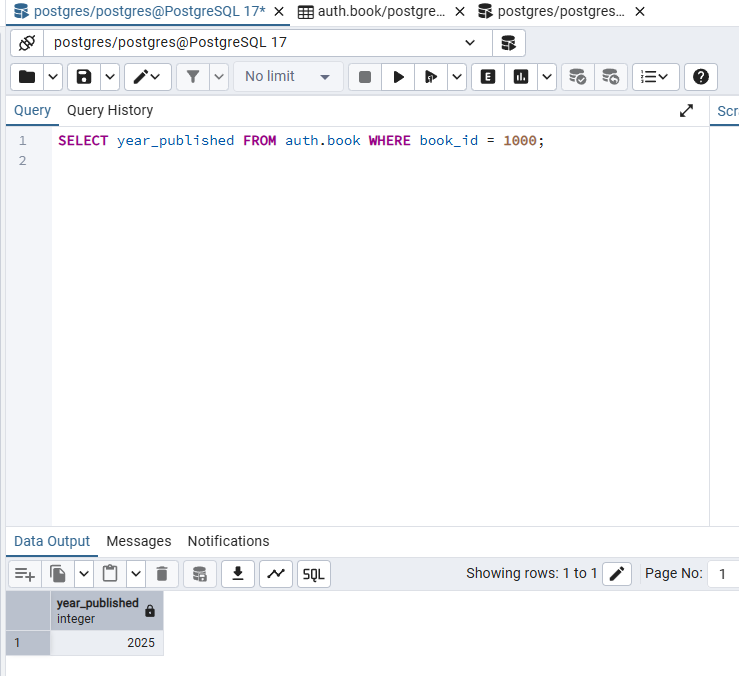 postgres/postgres@PostgreSQL 17*
auth.book/postgre...
postgres/postgres...
postgres/postgres@PostgreSQL 17
No limit
E
Query
Query History
Scr
1 SELECT year_published FROM auth.book WHERE book_id = 1000;
2
Data Output
Messages
Notifications
SQL
Showing rows: 1 to 1
Page No:
1
year_published
integer
1
2025